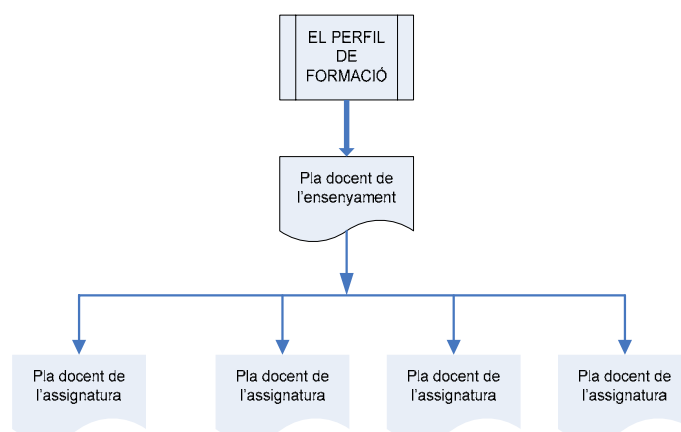 EL PERFIL
DE
FORMACIÓ
Pla docent de
l'ensenyament
Pla docent de
l'assignatura
Pla docent de
l'assignatura
Pla docent de
l'assignatura
Pla docent de
l'assignatura